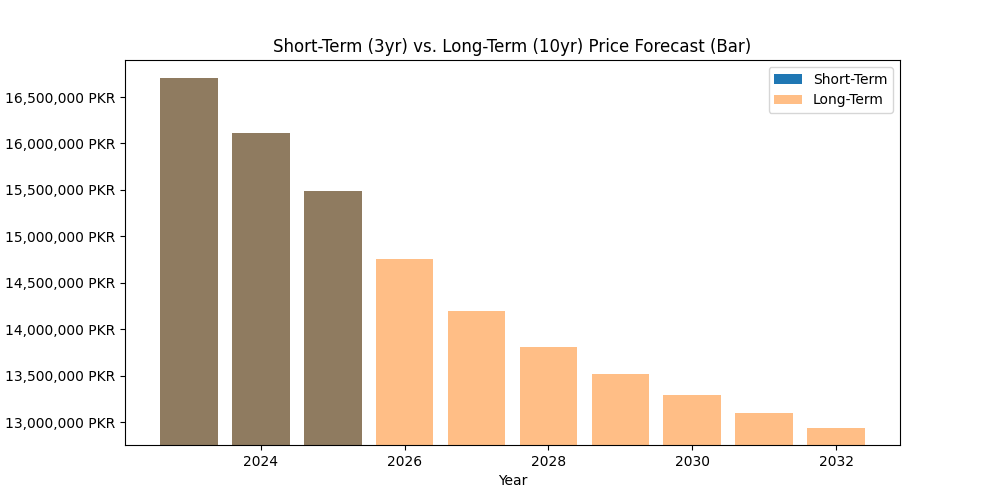 Short-Term (3yr) vs. Long-Term (10yr) Price Forecast (Bar)
Short-Term
Long-Term
16,500,000 PKR
16,000,000 PKR
15,500,000 PKR
15,000,000 PKR
14,500,000 PKR
14,000,000 PKR
13,500,000 PKR
13,000,000 PKR
2024 2026 2028 2030 2032
Year